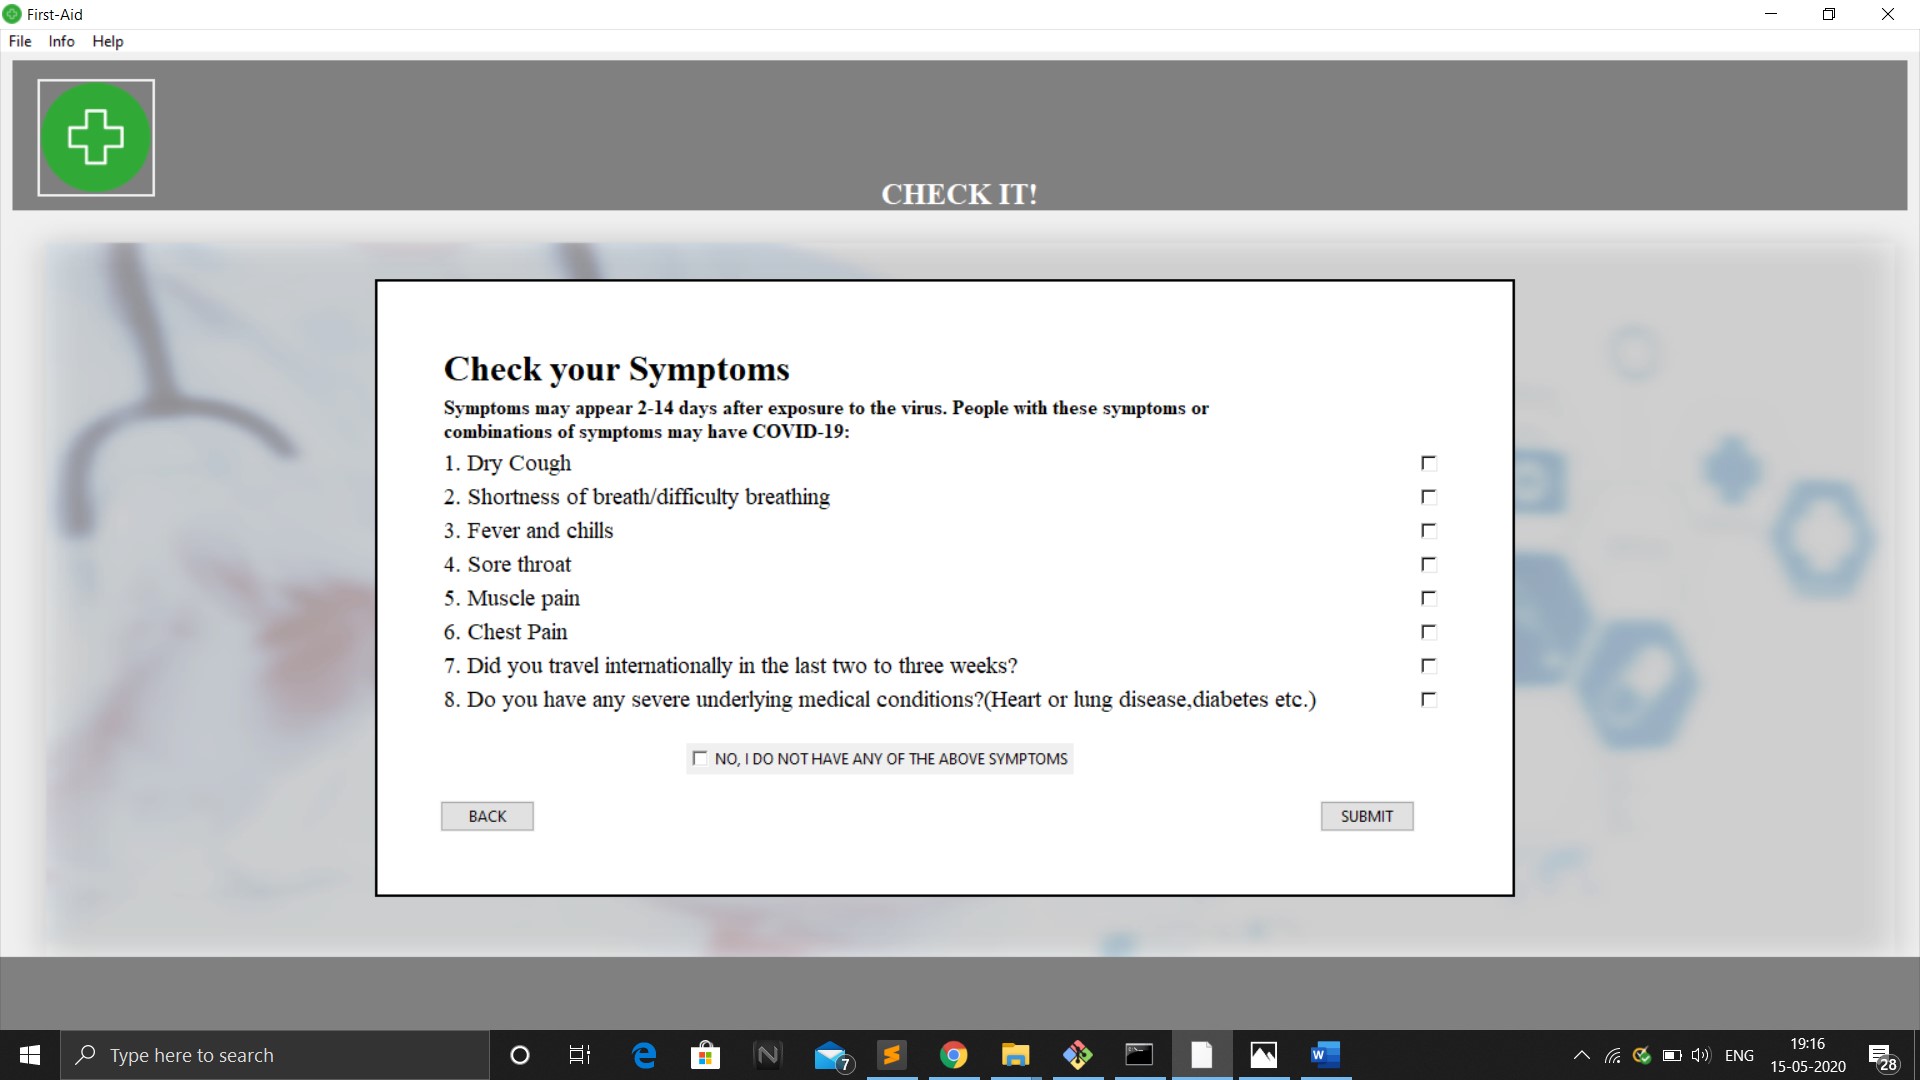 First-Aid
File Info Help
CHECK IT!
Check your Symptoms
Symptoms may appear 2-14 days after exposure to the virus. People with these symptoms or
combinations of symptoms may have COVID-19:
1. Dry Cough
2. Shortness of breath/difficulty breathing
3. Fever and chills
4. Sore throat
5. Muscle pain
6. Chest Pain
7. Did you travel internationally in the last two to three weeks?
8. Do you have any severe underlying medical conditions?(Heart or lung disease,diabetes etc.)
NO, I DO NOT HAVE ANY OF THE ABOVE SYMPTOMS
BACK
SUBMIT
Type here to search
7
ENG
19:16
15-05-2020
28